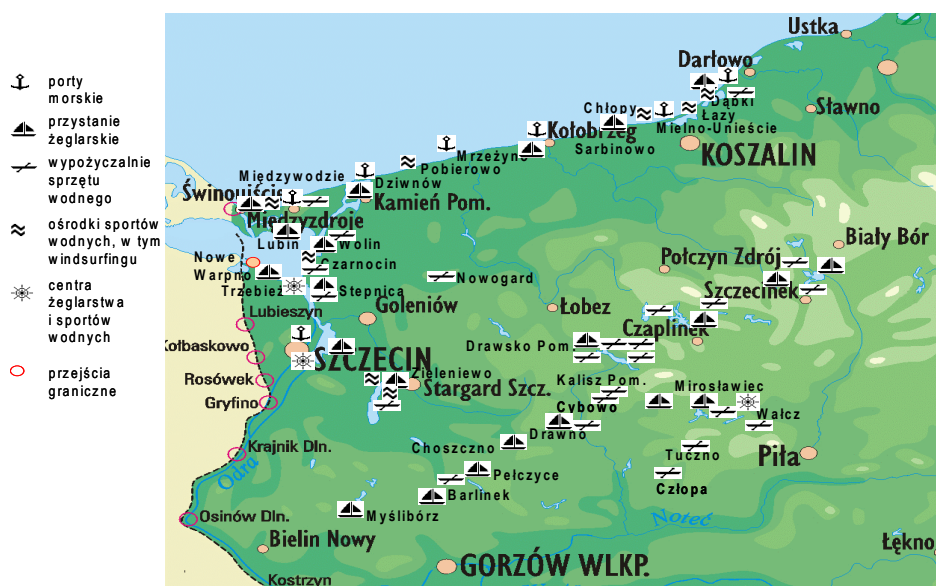 porty
morskie
przystanie
żeglarskie
wypożyczalnie
sprzętu
wodnego
ośrodki sportów
wodnych, w tym
windsurfingu
centra
żeglarstwa
i sportów
wodnych
przejścia
graniczne
Ustka
Darłowo
Dąbki
Sławno
Chłopy
Łazy
Kołobrzeg
Mielno-Unieście
Sarbinowo
KOSZALIN
Mrzeżyno
Pobierowo
Międzywodzie
Dziwnów
Świnoujście
Kamień Pom.
Międzyzdroje
Lubin
Wolin
Biały Bór
Połczyn Zdrój
Nowe
Warpno
Czarnocin
Nowogard
Trzebież
Stepnica
Szczecinek
Goleniów
Łobez
Lubieszyn
Czaplinek
Kołbaskowo
SZCZECIN
Drawsko Pom.
Rosówek
Zieleniewo
Stargard Szcz.
Kalisz Pom.
Mirosławiec
Gryfino
Cybowo
Wałcz
Drawno
Krajnik Dln.
Choszczno
Tuczno
Piła
Odra
Pełczyce
Człopa
Barlinek
Osinów Dln.
Myślibórz
Noteć
Bielin Nowy
Łękno
GORZÓW WLKP.
Kostrzyn